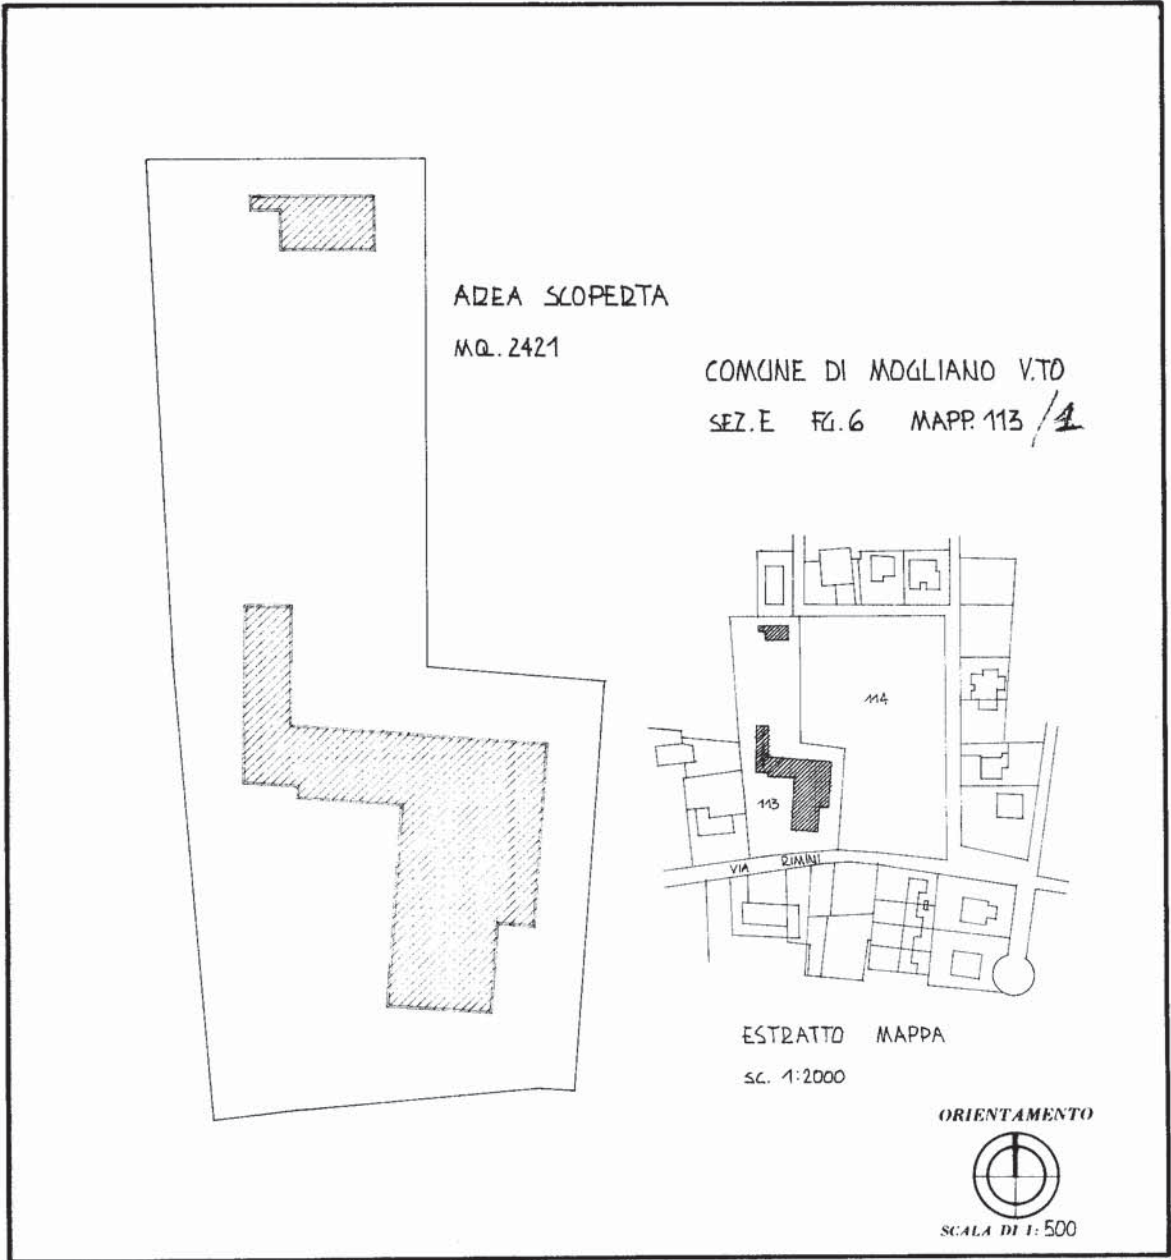 AREA SCOPERTA
MQ. 2421
COMUNE DI MOGLIANO V.TO
SEZ. E FG. 6 MAPP. 113 /1
114
113
VIA RIMINI
ESTRATTO MAPPA
SC. 1:2000
ORIENTAMENTO
SCALA DI 1: 500